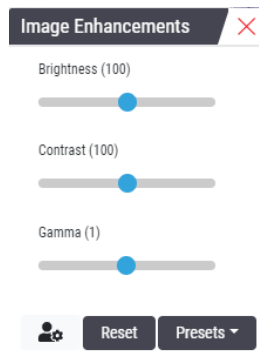 Image Enhancements
Brightness (100)
Contrast (100)
Gamma (1)
Reset Presets